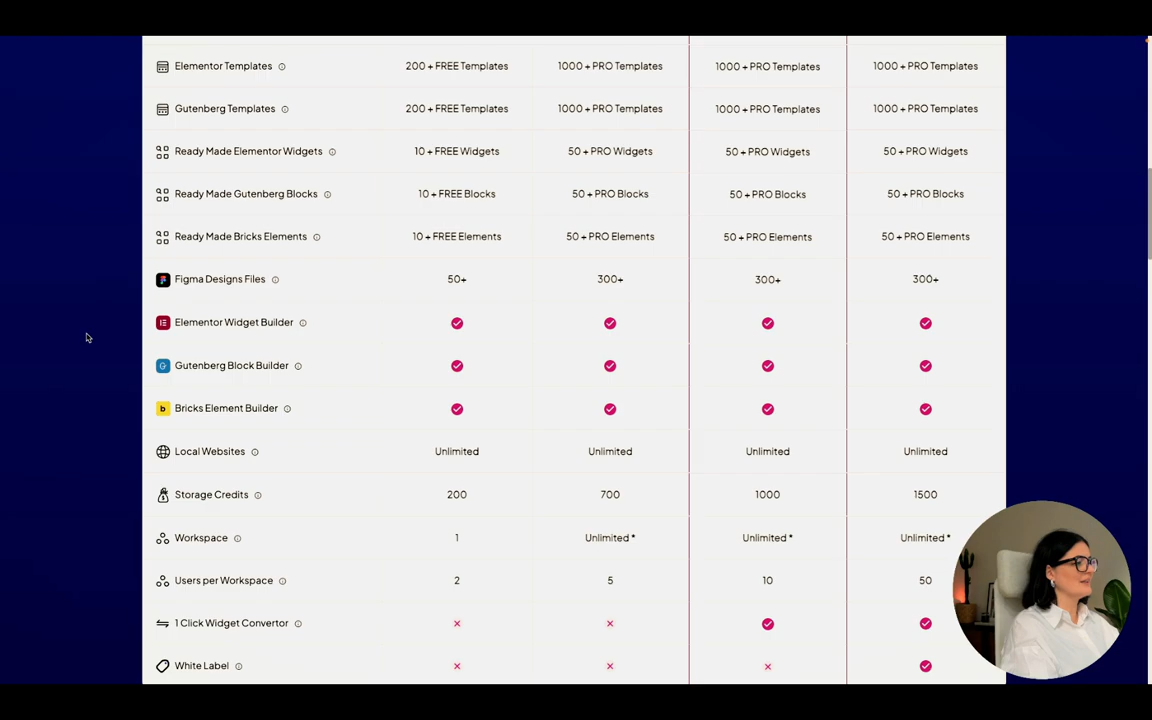 Elementor Templates 200 + FREE Templates 1000 + PRO Templates 1000 + PRO Templates 1000 + PRO Templates
Gutenberg Templates 200 + FREE Templates 1000 + PRO Templates 1000 + PRO Templates 1000 + PRO Templates
Ready Made Elementor Widgets 10 + FREE Widgets 50 + PRO Widgets 50 + PRO Widgets 50 + PRO Widgets
Ready Made Gutenberg Blocks 10 + FREE Blocks 50 + PRO Blocks 50 + PRO Blocks 50 + PRO Blocks
Ready Made Bricks Elements 10 + FREE Elements 50 + PRO Elements 50 + PRO Elements 50 + PRO Elements
Figma Designs Files 50+ 300+ 300+ 300+
Elementor Widget Builder
Gutenberg Block Builder
b Bricks Element Builder
Local Websites Unlimited Unlimited Unlimited Unlimited
Storage Credits 200 700 1000 1500
Workspace 1 Unlimited * Unlimited * Unlimited *
Users per Workspace 2 5 10 50
1 Click Widget Convertor
White Label